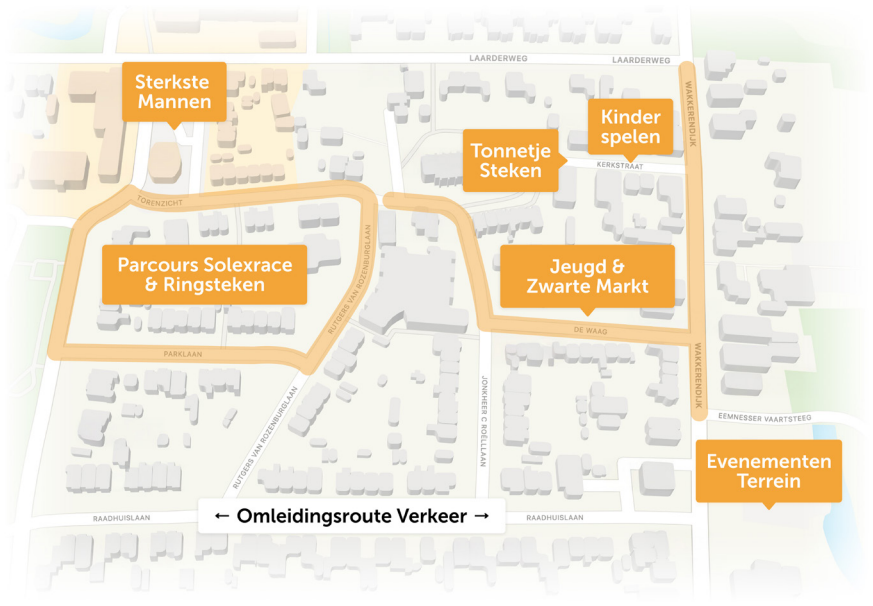 LAARDERWEG
LAARDERWEG
Sterkste
Mannen
WAKKERENDIJK
Kinder
spelen
Tonnetje
Steken
KERKSTRAAT
TORENZICHT
Parcours Solexrace
& Ringsteken
RUTGERS VAN ROZENBURGLAAN
Jeugd &
Zwarte Markt
DE WAAG
PARKLAAN
WAKKERENDIJK
JONKHEER C ROËLLLAAN
RUTGERS VAN ROZENBURGLAAN
EEMNESSER VAARTSTEEG
Evenementen
Terrein
RAADHUISLAAN
← Omleidingsroute Verkeer →
RAADHUISLAAN